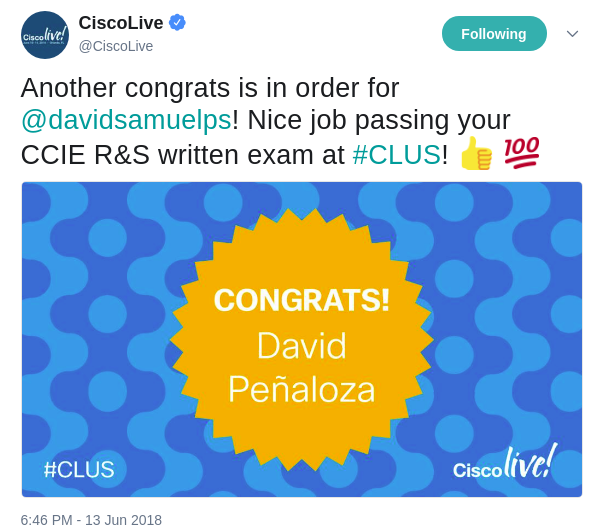 CiscoLive
@CiscoLive
Following
Another congrats is in order for
@davidsamuelps! Nice job passing your
CCIE R&S written exam at #CLUS! 👍 💯
CONGRATS!
David
Peñaloza
#CLUS
Cisco live!
6:46 PM - 13 Jun 2018